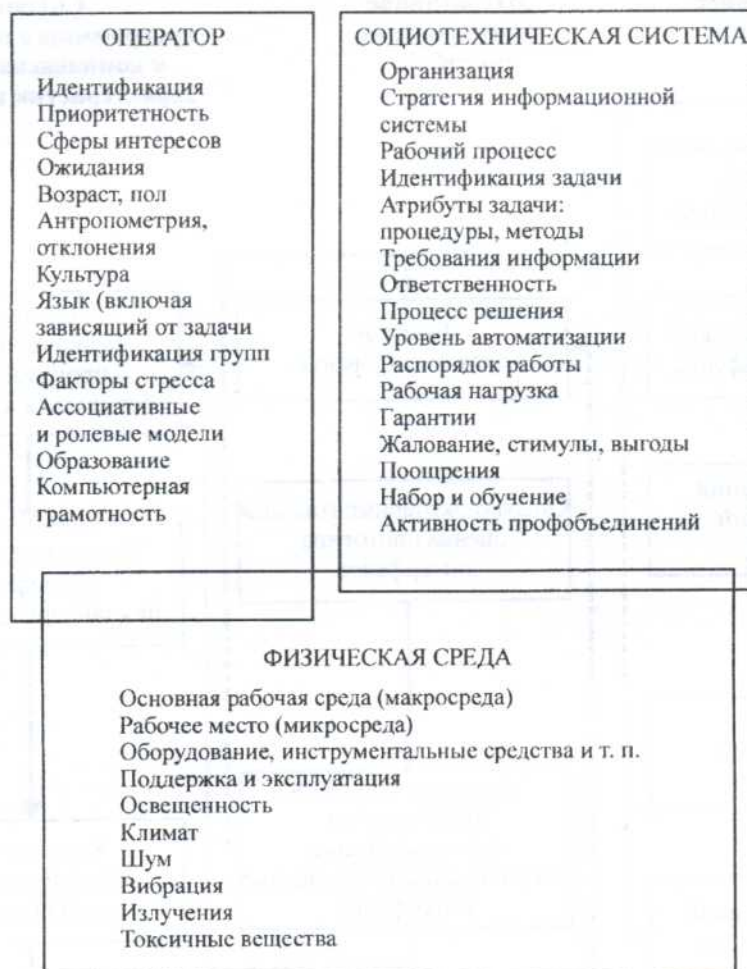 ОПЕРАТОР
Идентификация
Приоритетность
Сферы интересов
Ожидания
Возраст, пол
Антропометрия,
отклонения
Культура
Язык (включая
зависящий от задачи
Идентификация групп
Факторы стресса
Ассоциативные
и ролевые модели
Образование
Компьютерная
грамотность
СОЦИОТЕХНИЧЕСКАЯ СИСТЕМА
Организация
Стратегия информационной
системы
Рабочий процесс
Идентификация задачи
Атрибуты задачи:
процедуры, методы
Требования информации
Ответственность
Процесс решения
Уровень автоматизации
Распорядок работы
Рабочая нагрузка
Гарантии
Жалование, стимулы, выгоды
Поощрения
Набор и обучение
Активность профобъединений
ФИЗИЧЕСКАЯ СРЕДА
Основная рабочая среда (макросреда)
Рабочее место (микросреда)
Оборудование, инструментальные средства и т. п.
Поддержка и эксплуатация
Освещенность
Климат
Шум
Вибрация
Излучения
Токсичные вещества